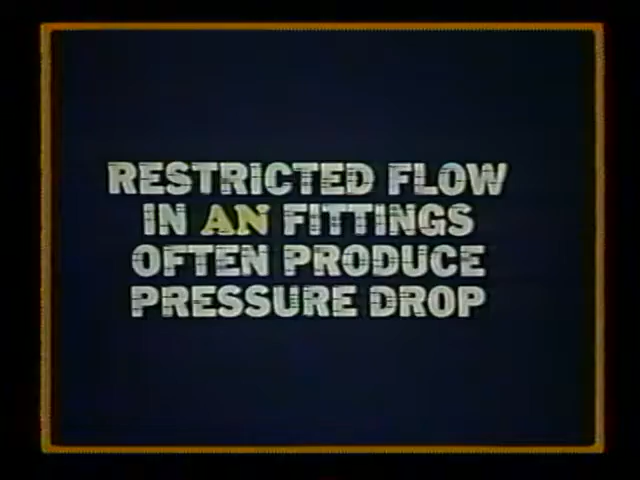 RESTRICTED FLOW
IN AN FITTINGS
OFTEN PRODUCE
PRESSURE DROP